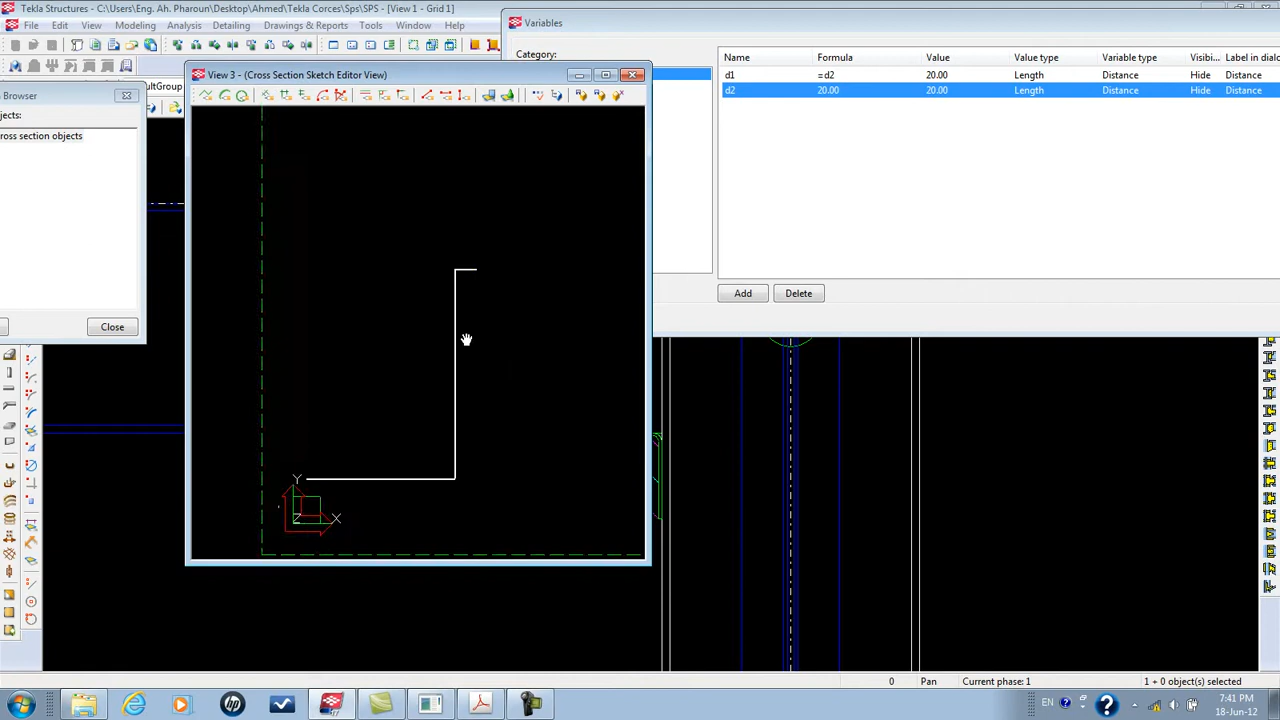 Tekla Structures - C:\Users\Eng. Ah. Pharoun\Desktop\Ahmed\Tekla Corces\Sps\SPS - [View 1 - Grid 1]
File Edit View Modeling Analysis Detailing Drawings & Reports Tools Window Help
Variables
Category:
Name Formula Value Value type Variable type Visibi... Label in dialo
d1 =d2 20.00 Length Distance Hide Distance
d2 20.00 20.00 Length Distance Hide Distance
Add Delete
View 3 - (Cross Section Sketch Editor View)
Browser
jects:
ross section objects
Close
ultGroup
Y
Z
X
0 Pan Current phase: 1 1 + 0 object(s) selected
EN
7:41 PM
18-Jun-12